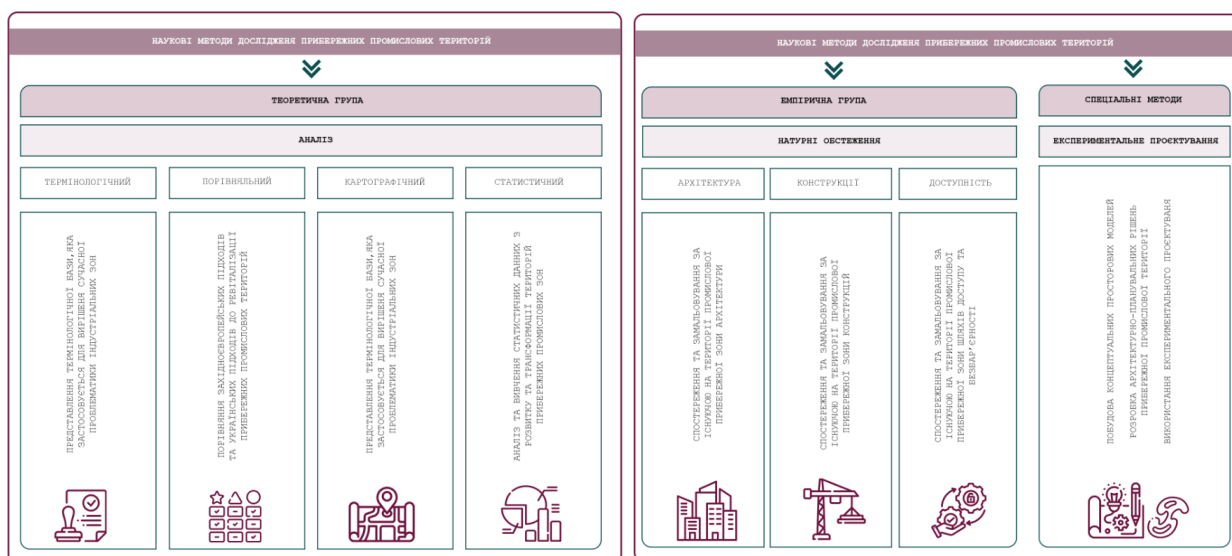 НАУКОВІ МЕТОДИ ДОСЛІДЖЕНЯ ПРИБЕРЕЖНИХ ПРОМИСЛОВИХ ТЕРИТОРІЙ
ТЕОРЕТИЧНА ГРУПА
АНАЛІЗ
ТЕРМІНОЛОГІЧНИЙ
ПОРІВНЯЛЬНИЙ
КАРТОГРАФІЧНИЙ
СТАТИСТИЧНИЙ
ПРЕДСТАВЛЕННЯ ТЕРМІНОЛОГІЧНОЇ БАЗИ,ЯКА
ЗАСТОСОВУЄТЬСЯ ДЛЯ ВИРІШЕНЯ СУЧАСНОЇ
ПРОБЛЕМАТИКИ ІНДУСТРІАЛЬНИХ ЗОН
ПОРІВНЯННЯ ЗАХІДНОЄВРОПЕЙСЬКИХ ПІДХОДІВ
ТА УКРАЇНСЬКИХ ПІДХОДІВ ДО РЕВІТАЛІЗАЦІЇ
ПРИБЕРЕЖНИХ ПРОМИСЛОВИХ ТЕРИТОРІЙ
ПРЕДСТАВЛЕННЯ ТЕРМІНОЛОГІЧНОЇ БАЗИ,ЯКА
ЗАСТОСОВУЄТЬСЯ ДЛЯ ВИРІШЕНЯ СУЧАСНОЇ
ПРОБЛЕМАТИКИ ІНДУСТРІАЛЬНИХ ЗОН
АНАЛІЗ ТА ВИВЧЕННЯ СТАТИСТИЧНИХ ДАННИХ З
РОЗВИТКУ ТА ТРАНСФОРМАЦІЇ ТЕРИТОРІЙ
ПРИБЕРЕЖНИХ ПРОМИСЛОВИХ ЗОН
НАУКОВІ МЕТОДИ ДОСЛІДЖЕНЯ ПРИБЕРЕЖНИХ ПРОМИСЛОВИХ ТЕРИТОРІЙ
ЕМПІРИЧНА ГРУПА
НАТУРНІ ОБСТЕЖЕННЯ
АРХІТЕКТУРА
КОНСТРУКЦІЇ
ДОСТУПНІСТЬ
СПОСТЕРЕЖЕННЯ ТА ЗАМАЛЬОВУВАННЯ ЗА
ІСНУЮЧОЮ НА ТЕРИТОРІЇ ПРОМИСЛОВОЇ
ПРИБЕРЕЖНОЇ ЗОНИ АРХІТЕКТУРИ
СПОСТЕРЕЖЕННЯ ТА ЗАМАЛЬОВУВАННЯ ЗА
ІСНУЮЧОЮ НА ТЕРИТОРІЇ ПРОМИСЛОВОЇ
ПРИБЕРЕЖНОЇ ЗОНИ КОНСТРУКЦІЙ
СПОСТЕРЕЖЕННЯ ТА ЗАМАЛЬОВУВАННЯ ЗА
ІСНУЮЧОЮ НА ТЕРИТОРІЇ ПРОМИСЛОВОЇ
ПРИБЕРЕЖНОЇ ЗОНИ ШЛЯХІВ ДОСТУПУ ТА
БЕЗБАР'ЄРНОСТІ
СПЕЦІАЛЬНІ МЕТОДИ
ЕКСПЕРИМЕНТАЛЬНЕ ПРОЄКТУВАННЯ
ПОБУДОВА КОНЦЕПТУАЛЬНИХ ПРОСТОРОВИХ МОДЕЛЕЙ
РОЗРОБКА АРХІТЕКТУРНО-ПЛАНУВАЛЬНИХ РІШЕНЬ
ПРИБЕРЕЖНОЇ ПРОМИСЛОВОЇ ТЕРИТОРІЇ
ВИКОРИСТАННЯ ЕКСПЕРИМЕНТАЛЬНОГО ПРОЄКТУВАНЯ